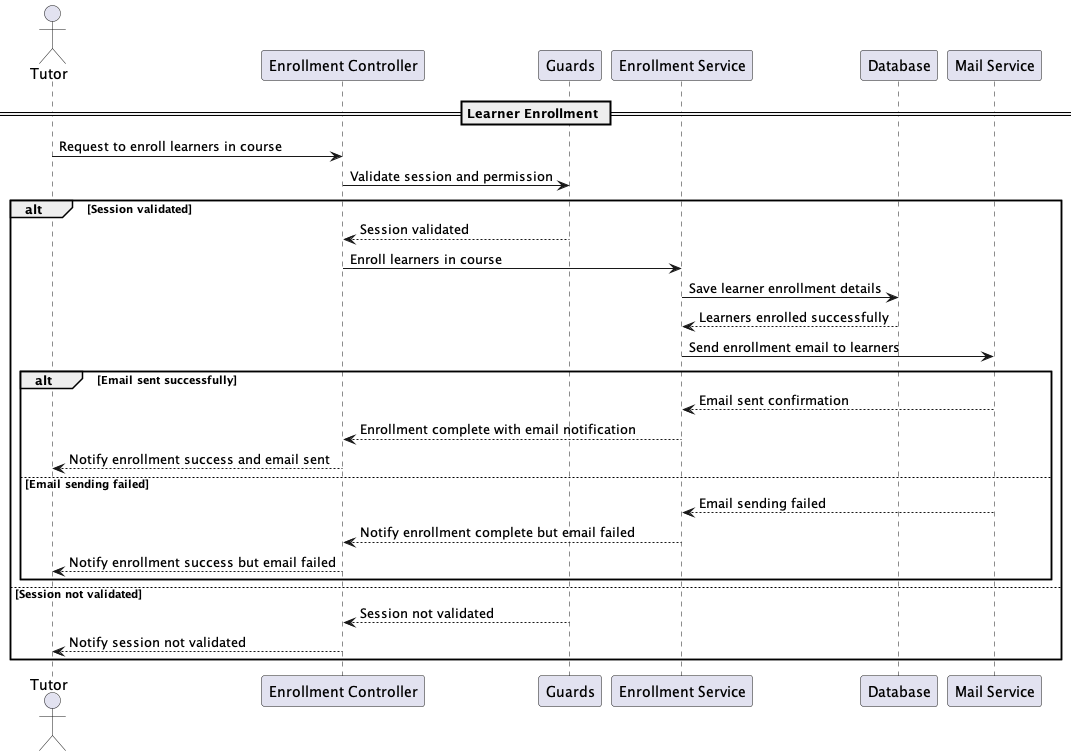 Tutor
Enrollment Controller
Guards
Enrollment Service
Database
Mail Service
Learner Enrollment
Request to enroll learners in course
Validate session and permission
alt
[Session validated]
Session validated
Enroll learners in course
Save learner enrollment details
Learners enrolled successfully
Send enrollment email to learners
alt
[Email sent successfully]
Email sent confirmation
Enrollment complete with email notification
Notify enrollment success and email sent
[Email sending failed]
Email sending failed
Notify enrollment complete but email failed
Notify enrollment success but email failed
[Session not validated]
Session not validated
Notify session not validated
Tutor
Enrollment Controller
Guards
Enrollment Service
Database
Mail Service